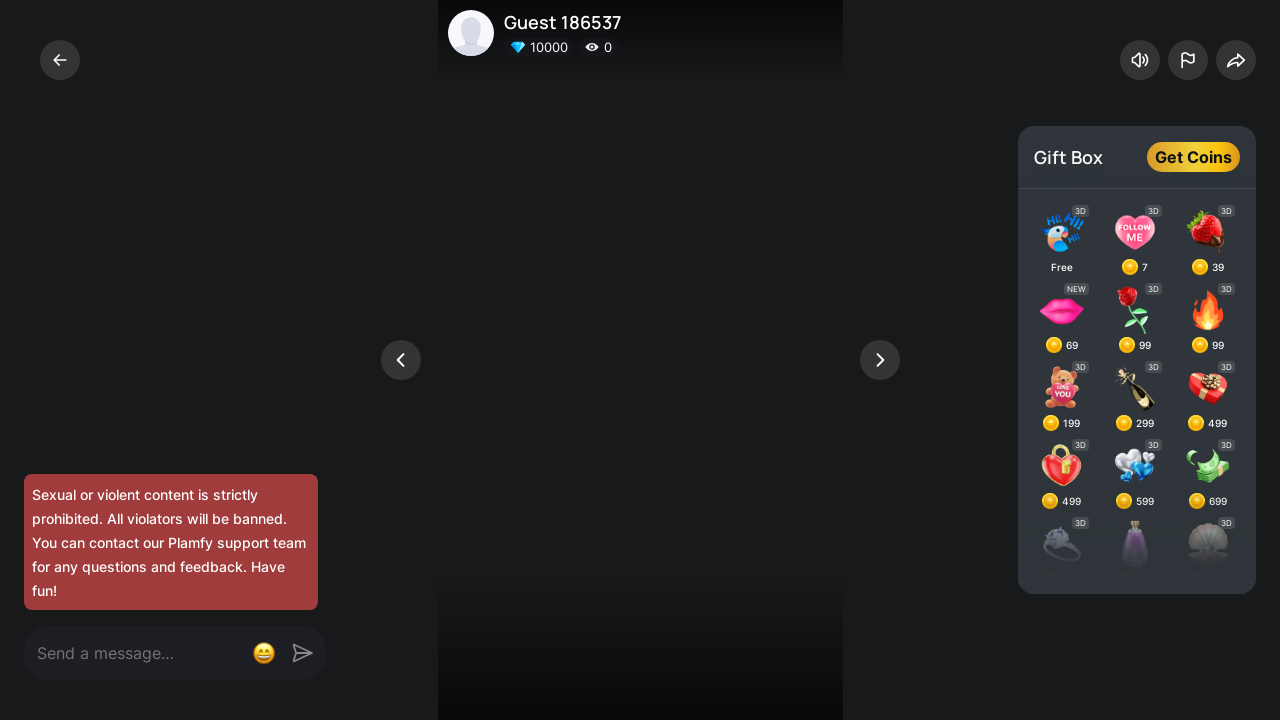 Guest 186537
10000 0
Gift Box
Get Coins
Hi! Hi! Hi!
3D
FOLLOW
ME
3D
3D
Free
7
39
NEW
3D
3D
69
99
99
LOVE
YOU
3D
3D
3D
199
299
499
3D
3D
3D
499
599
699
3D
3D
Sexual or violent content is strictly
prohibited. All violators will be banned.
You can contact our Plamfy support team
for any questions and feedback. Have
fun!
Send a message...